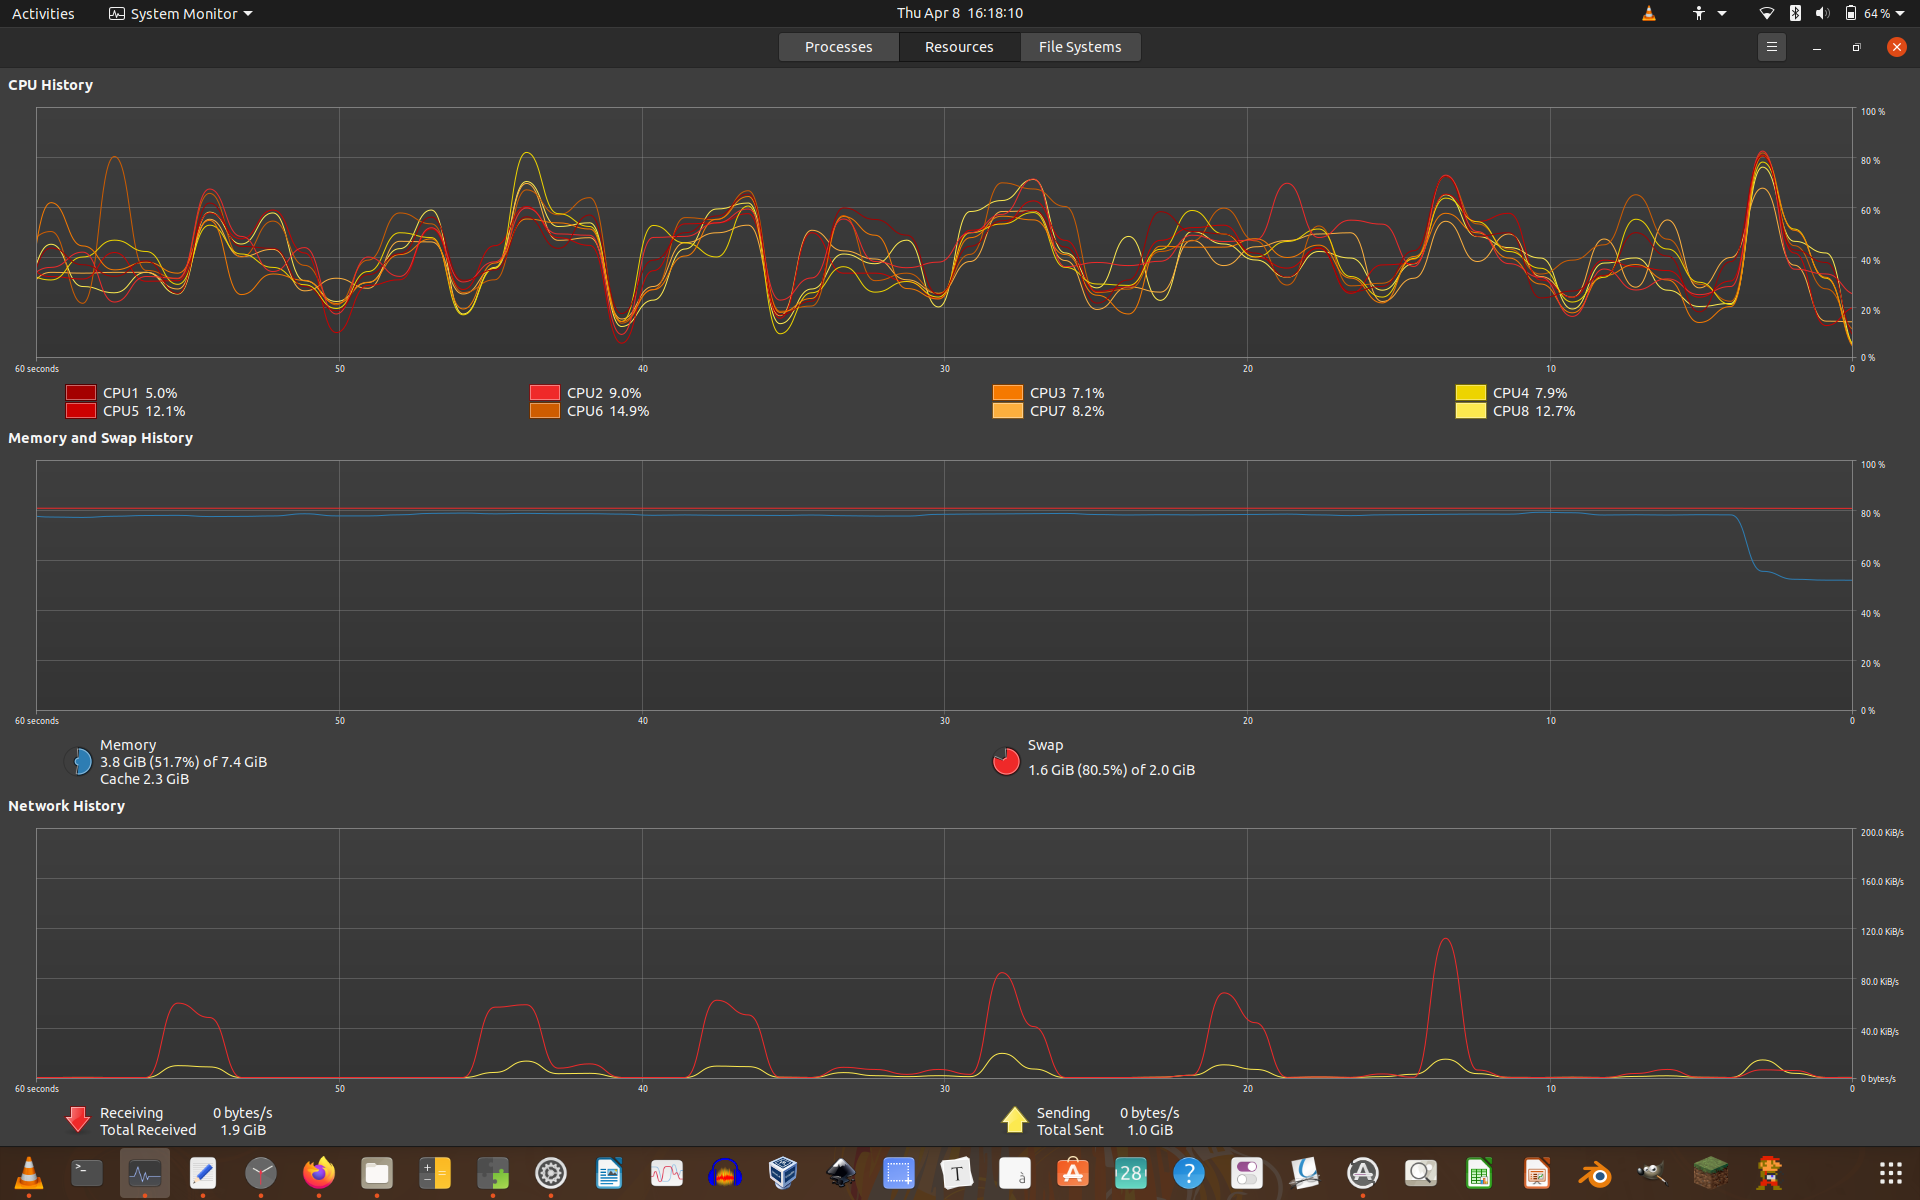 Activities System Monitor Thu Apr 8 16:18:10 64 %
Processes Resources File Systems
CPU History
100 %
80 %
60 %
40 %
20 %
0 %
60 seconds 50 40 30 20 10 0
CPU1 5.0% CPU2 9.0% CPU3 7.1% CPU4 7.9%
CPU5 12.1% CPU6 14.9% CPU7 8.2% CPU8 12.7%
Memory and Swap History
100 %
80 %
60 %
40 %
20 %
0 %
60 seconds 50 40 30 20 10 0
Memory Swap
3.8 GiB (51.7%) of 7.4 GiB 1.6 GiB (80.5%) of 2.0 GiB
Cache 2.3 GiB
Network History
200.0 KiB/s
160.0 KiB/s
120.0 KiB/s
80.0 KiB/s
40.0 KiB/s
0 bytes/s
60 seconds 50 40 30 20 10 0
Receiving 0 bytes/s Sending 0 bytes/s
Total Received 1.9 GiB Total Sent 1.0 GiB
>_ T à A 28 ?